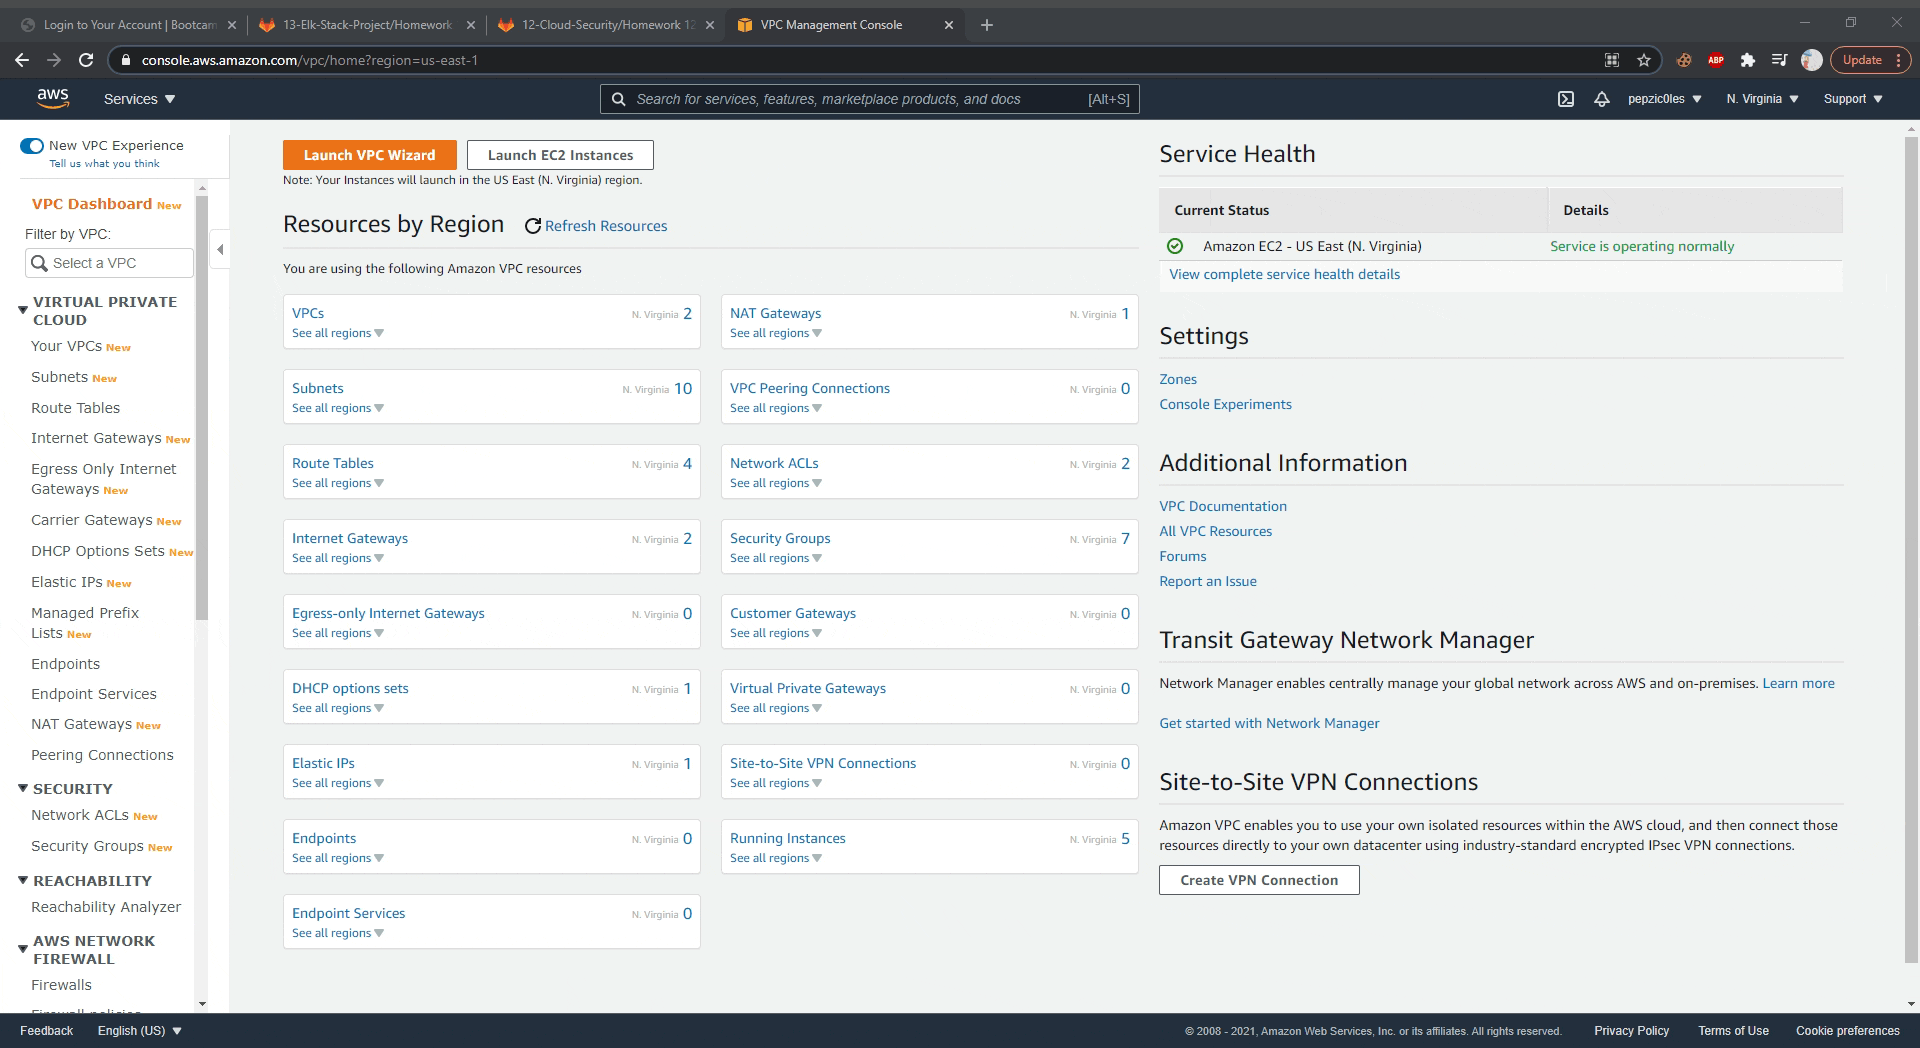 Login to Your Account | Bootcam
13-Elk-Stack-Project/Homework
12-Cloud-Security/Homework 12
VPC Management Console
console.aws.amazon.com/vpc/home?region=us-east-1
ABP
Update
aws
Services
Search for services, features, marketplace products, and docs
[Alt+S]
pepzic0les
N. Virginia
Support
New VPC Experience
Tell us what you think
VPC Dashboard New
Filter by VPC:
Select a VPC
VIRTUAL PRIVATE
CLOUD
Your VPCs New
Subnets New
Route Tables
Internet Gateways New
Egress Only Internet
Gateways New
Carrier Gateways New
DHCP Options Sets New
Elastic IPs New
Managed Prefix
Lists New
Endpoints
Endpoint Services
NAT Gateways New
Peering Connections
SECURITY
Network ACLs New
Security Groups New
REACHABILITY
Reachability Analyzer
AWS NETWORK
FIREWALL
Firewalls
Launch VPC Wizard
Launch EC2 Instances
Note: Your Instances will launch in the US East (N. Virginia) region.
Resources by Region
Refresh Resources
You are using the following Amazon VPC resources
VPCs N. Virginia 2
See all regions
NAT Gateways N. Virginia 1
See all regions
Subnets N. Virginia 10
See all regions
VPC Peering Connections N. Virginia 0
See all regions
Route Tables N. Virginia 4
See all regions
Network ACLs N. Virginia 2
See all regions
Internet Gateways N. Virginia 2
See all regions
Security Groups N. Virginia 7
See all regions
Egress-only Internet Gateways N. Virginia 0
See all regions
Customer Gateways N. Virginia 0
See all regions
DHCP options sets N. Virginia 1
See all regions
Virtual Private Gateways N. Virginia 0
See all regions
Elastic IPs N. Virginia 1
See all regions
Site-to-Site VPN Connections N. Virginia 0
See all regions
Endpoints N. Virginia 0
See all regions
Running Instances N. Virginia 5
See all regions
Endpoint Services N. Virginia 0
See all regions
Service Health
Current Status Details
Amazon EC2 - US East (N. Virginia) Service is operating normally
View complete service health details
Settings
Zones
Console Experiments
Additional Information
VPC Documentation
All VPC Resources
Forums
Report an Issue
Transit Gateway Network Manager
Network Manager enables centrally manage your global network across AWS and on-premises. Learn more
Get started with Network Manager
Site-to-Site VPN Connections
Amazon VPC enables you to use your own isolated resources within the AWS cloud, and then connect those
resources directly to your own datacenter using industry-standard encrypted IPsec VPN connections.
Create VPN Connection
Feedback
English (US)
© 2008 - 2021, Amazon Web Services, Inc. or its affiliates. All rights reserved.
Privacy Policy
Terms of Use
Cookie preferences